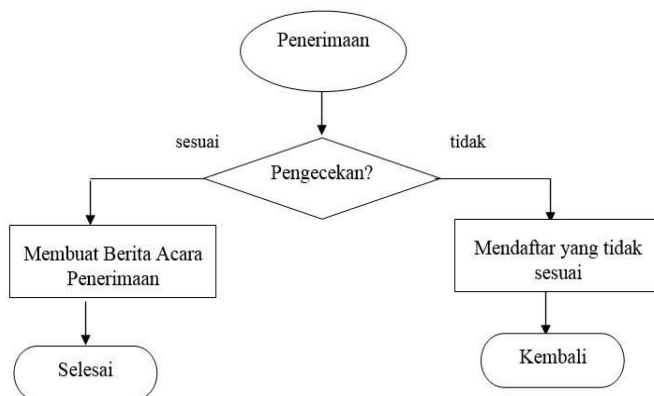 Penerimaan
sesuai
tidak
Pengecekan?
Membuat Berita Acara
Penerimaan
Mendaftar yang tidak
sesuai
Selesai
Kembali